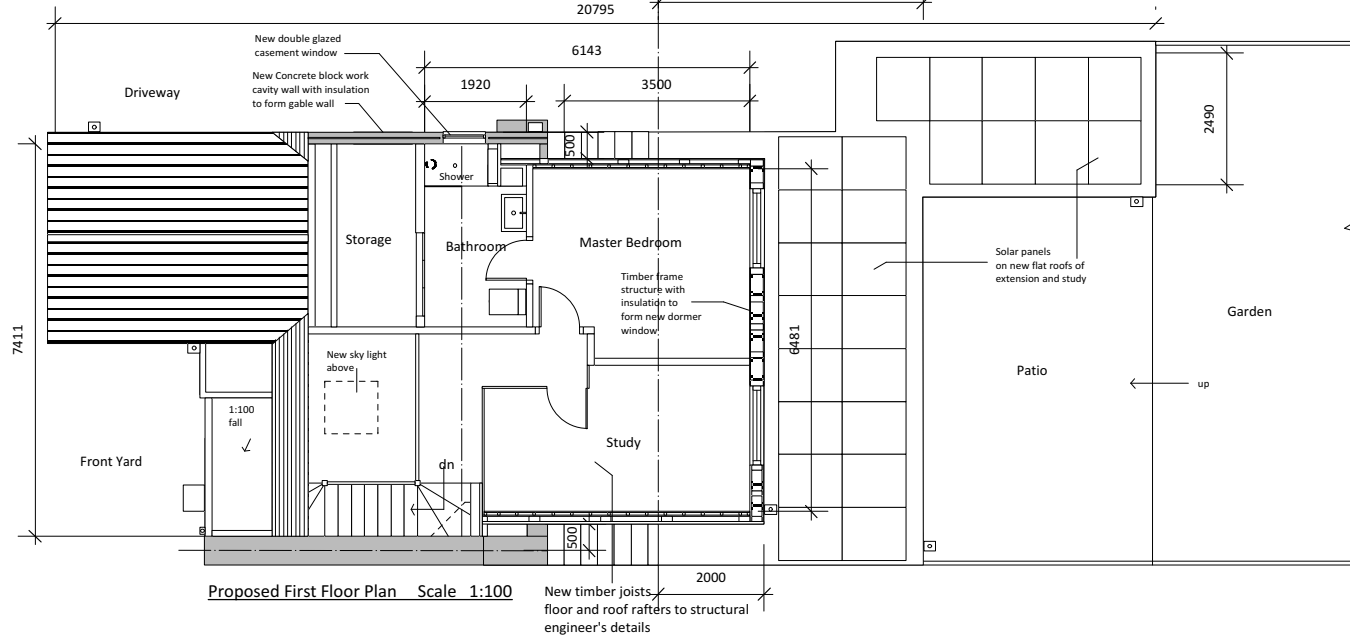 20795
New double glazed
casement window
6143
New Concrete block work
cavity wall with insulation
to form gable wall
1920
3500
Driveway
2490
500
Shower
Storage
Bathroom
Master Bedroom
Solar panels
on new flat roofs of
extension and study
Timber frame
structure with
insulation to
form new dormer
window
Garden
7411
6481
New sky light
above
Patio
up
1:100
fall
Front Yard
Study
dn
500
2000
Proposed First Floor Plan Scale 1:100
New timber joists
floor and roof rafters to structural
engineer's details